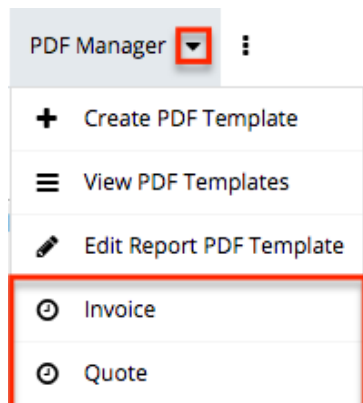 PDF Manager
Create PDF Template
View PDF Templates
Edit Report PDF Template
Invoice
Quote